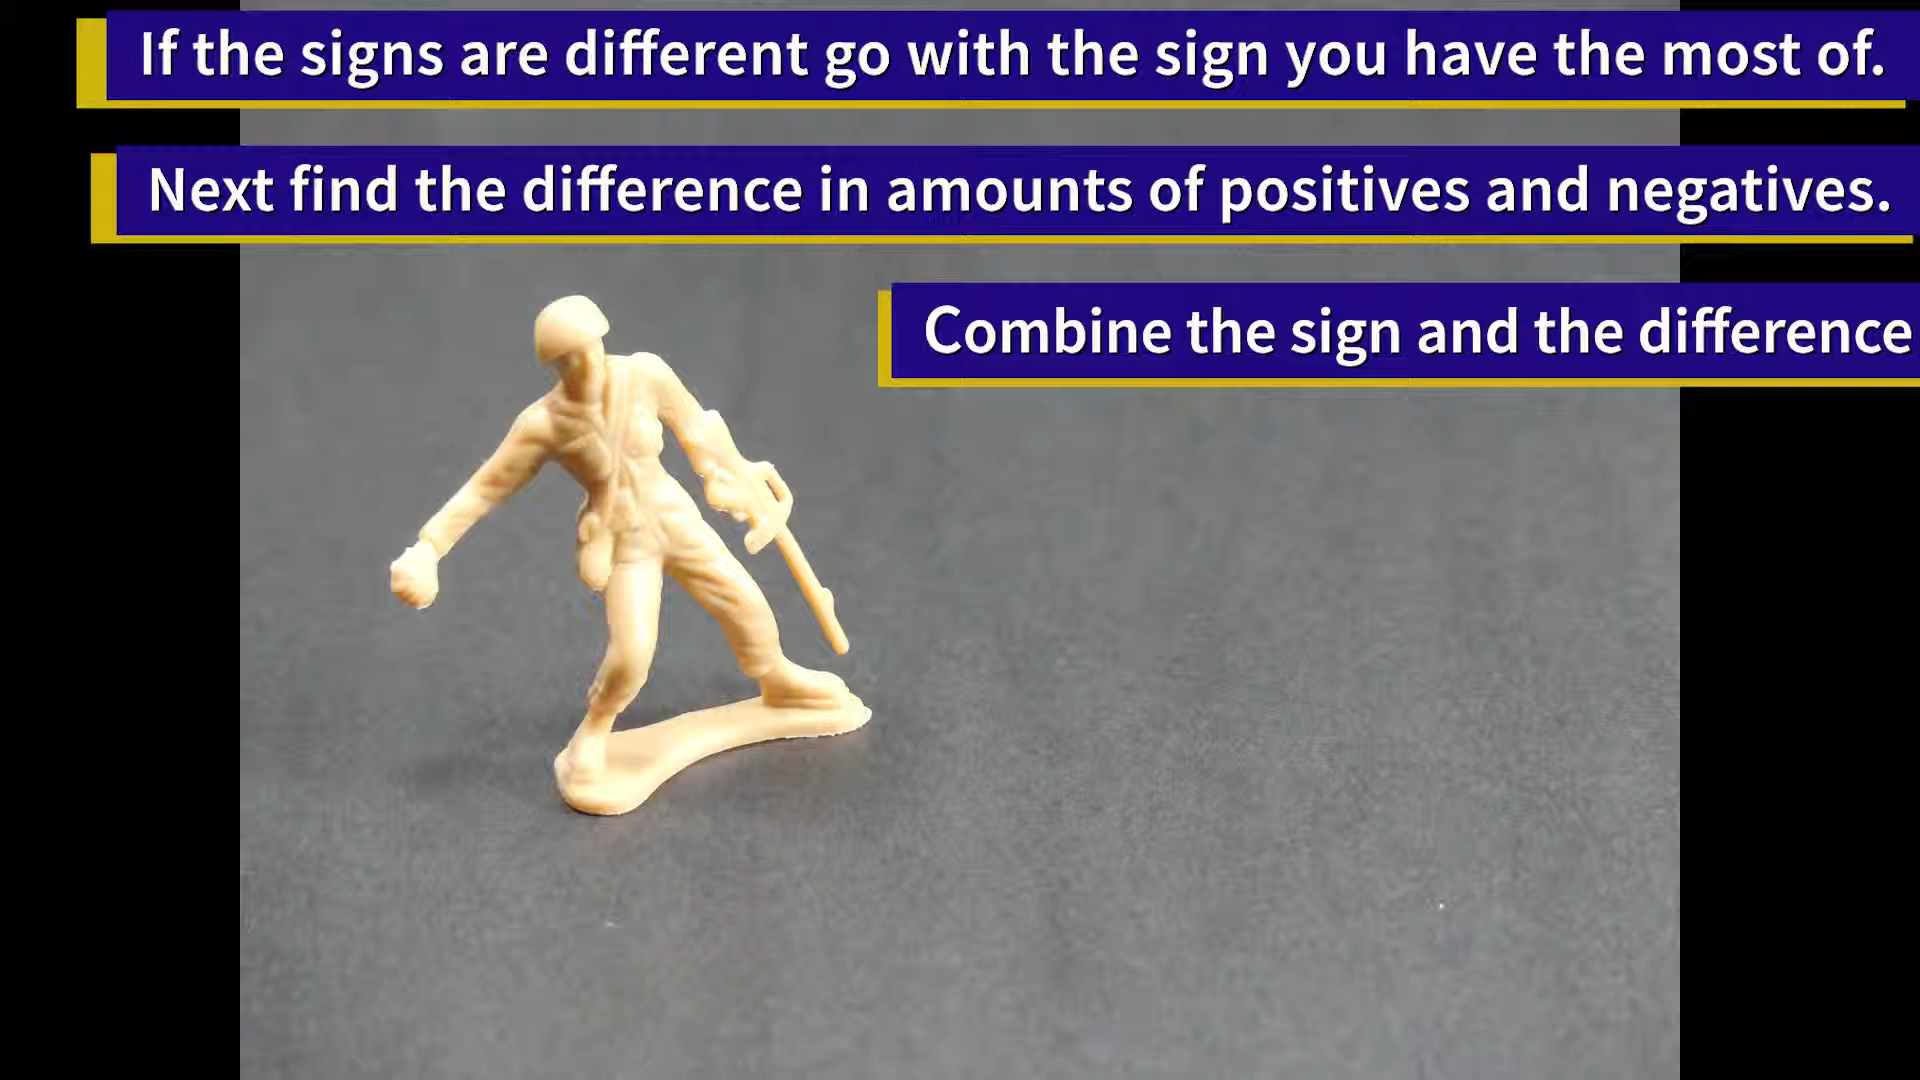 If the signs are different go with the sign you have the most of.
Next find the difference in amounts of positives and negatives.
Combine the sign and the difference